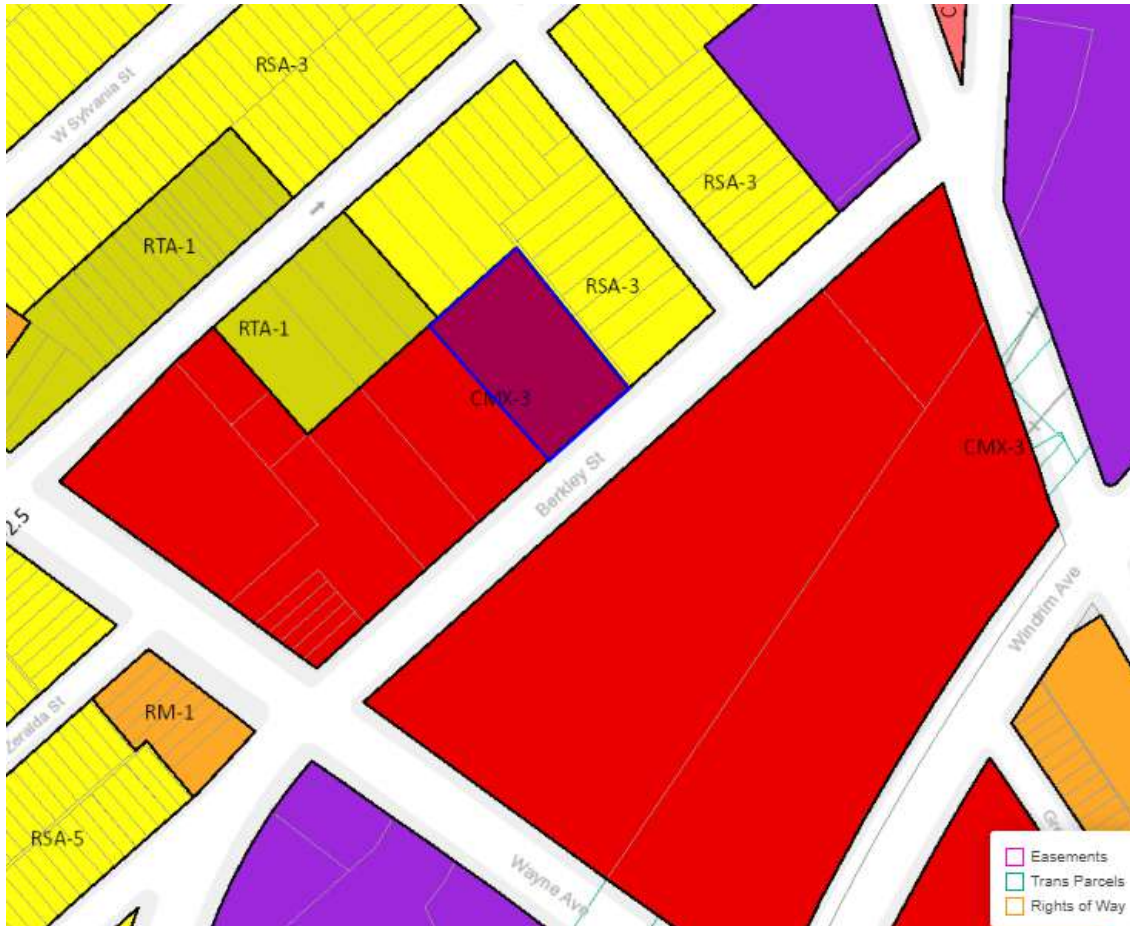 C
RSA-3
W Sylvania St
RSA-3
RTA-1
RSA-3
RTA-1
CMX-3
CMX-3
Berkley St
2.5
Windrim Ave
Zeralda St
RM-1
RSA-5
Wayne Ave
Gre
Easements
Trans Parcels
Rights of Way